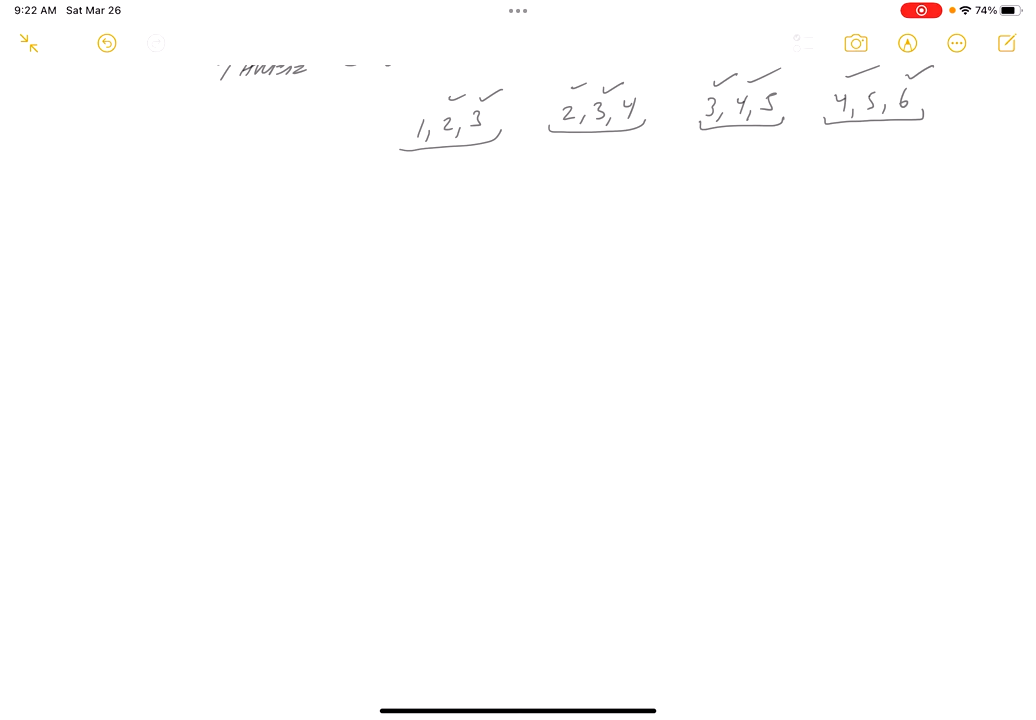 9:22 AM Sat Mar 26
74%
1, 2, 3, 2, 3, 4, 3, 4, 5, 4, 5, 6,